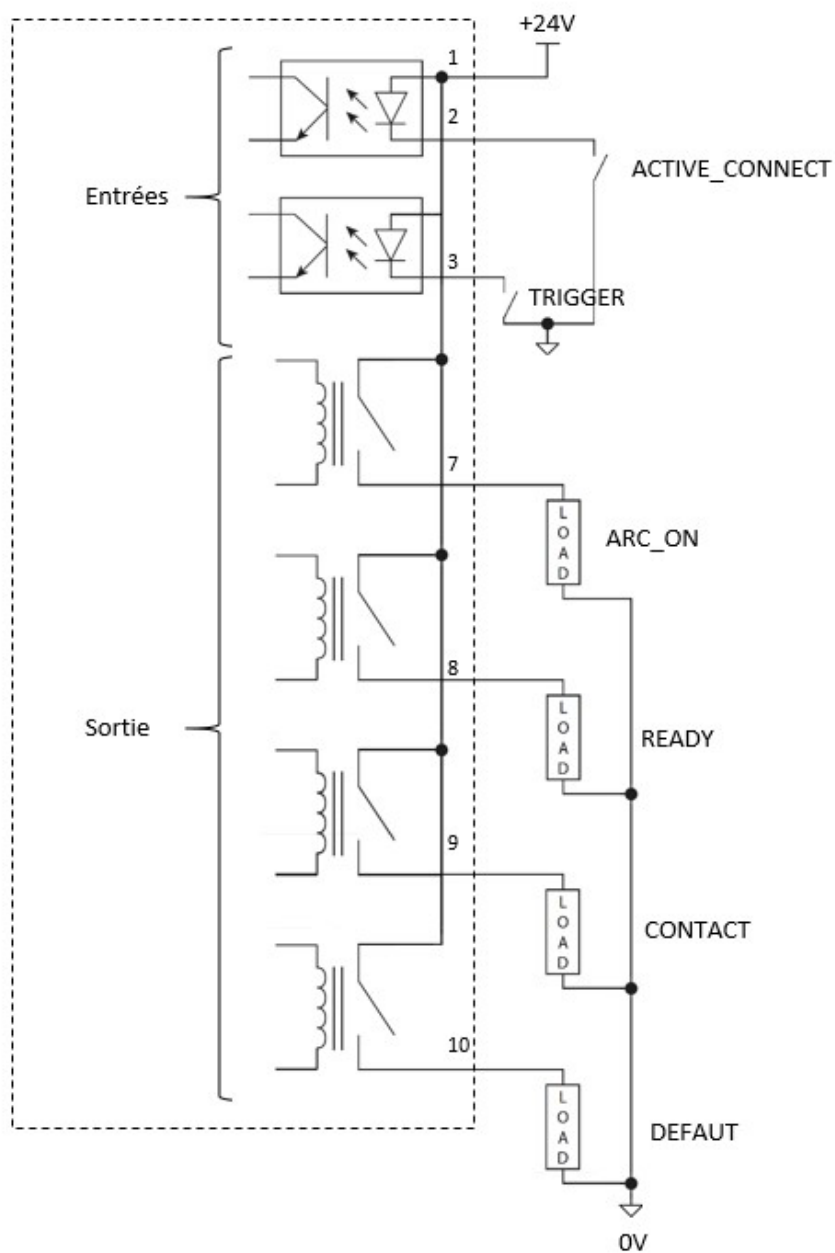 +24V
1
2
ACTIVE_CONNECT
Entrées
3
TRIGGER
7
LOAD
ARC_ON
8
LOAD
READY
Sortie
9
LOAD
CONTACT
10
LOAD
DEFAUT
0V